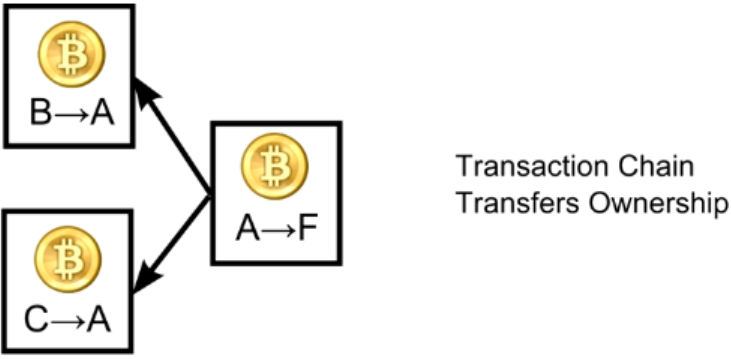 B→A
A→F
C→A
Transaction Chain
Transfers Ownership